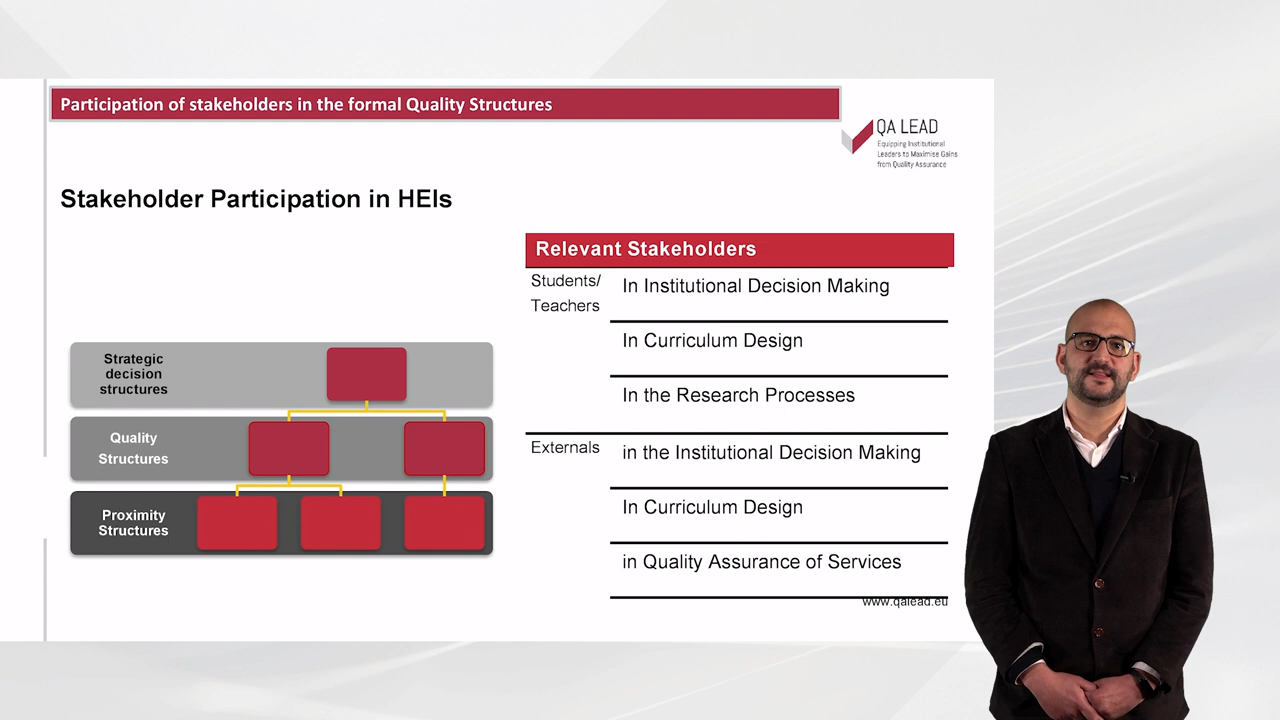 Participation of stakeholders in the formal Quality Structures
QA LEAD
Equipping Institutional
Leaders to Maximise Gains
from Quality Assurance
Stakeholder Participation in HEIs
Strategic
decision
structures
Quality
Structures
Proximity
Structures
Relevant Stakeholders
Students/
Teachers
In Institutional Decision Making
In Curriculum Design
In the Research Processes
Externals
in the Institutional Decision Making
In Curriculum Design
in Quality Assurance of Services
www.qalead.eu